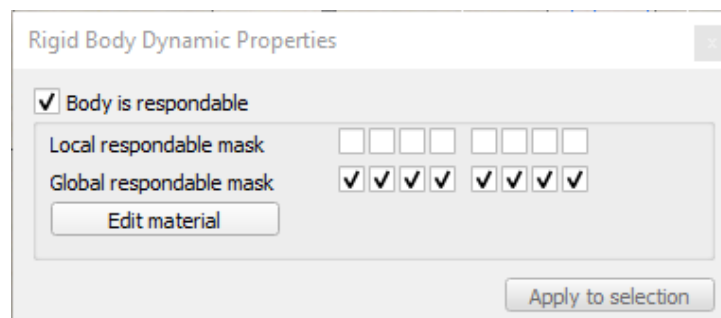 Rigid Body Dynamic Properties
x
Body is respondable
Local respondable mask
Global respondable mask
Edit material
Apply to selection